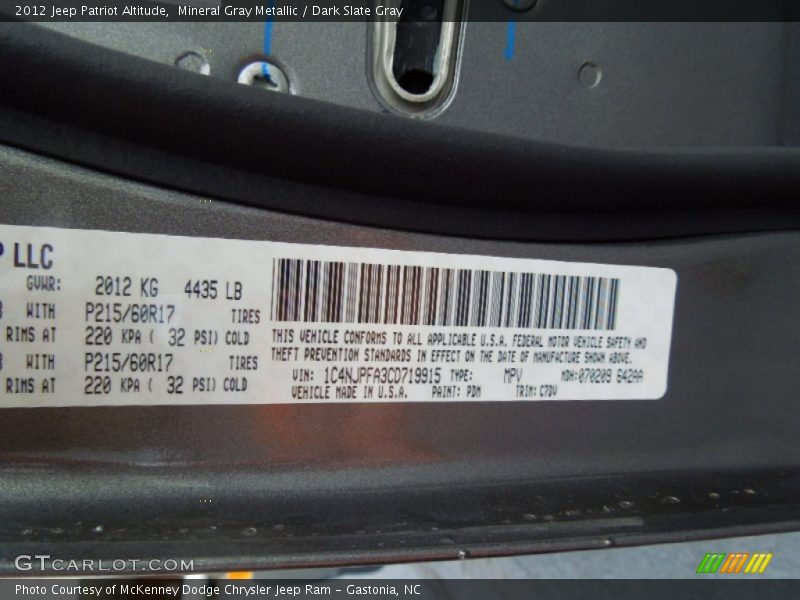 2012 Jeep Patriot Altitude,  Mineral Gray Metallic / Dark Slate Gray
P LLC
GVWR: 2012 KG 4435 LB
WITH P215/60R17 TIRES
RIMS AT 220 KPA ( 32 PSI) COLD
WITH P215/60R17 TIRES
RIMS AT 220 KPA ( 32 PSI) COLD
THIS VEHICLE CONFORMS TO ALL APPLICABLE U.S.A. FEDERAL MOTOR VEHICLE SAFETY AND
THEFT PREVENTION STANDARDS IN EFFECT ON THE DATE OF MANUFACTURE SHOWN ABOVE.
VIN: 1C4NJPFA3CD719915 TYPE: MPV MDH:070209 642AA
VEHICLE MADE IN U.S.A. PAINT: PDM TRIM: C7DV
GTCARLOT.COM
Photo Courtesy of McKenney Dodge Chrysler Jeep Ram - Gastonia, NC